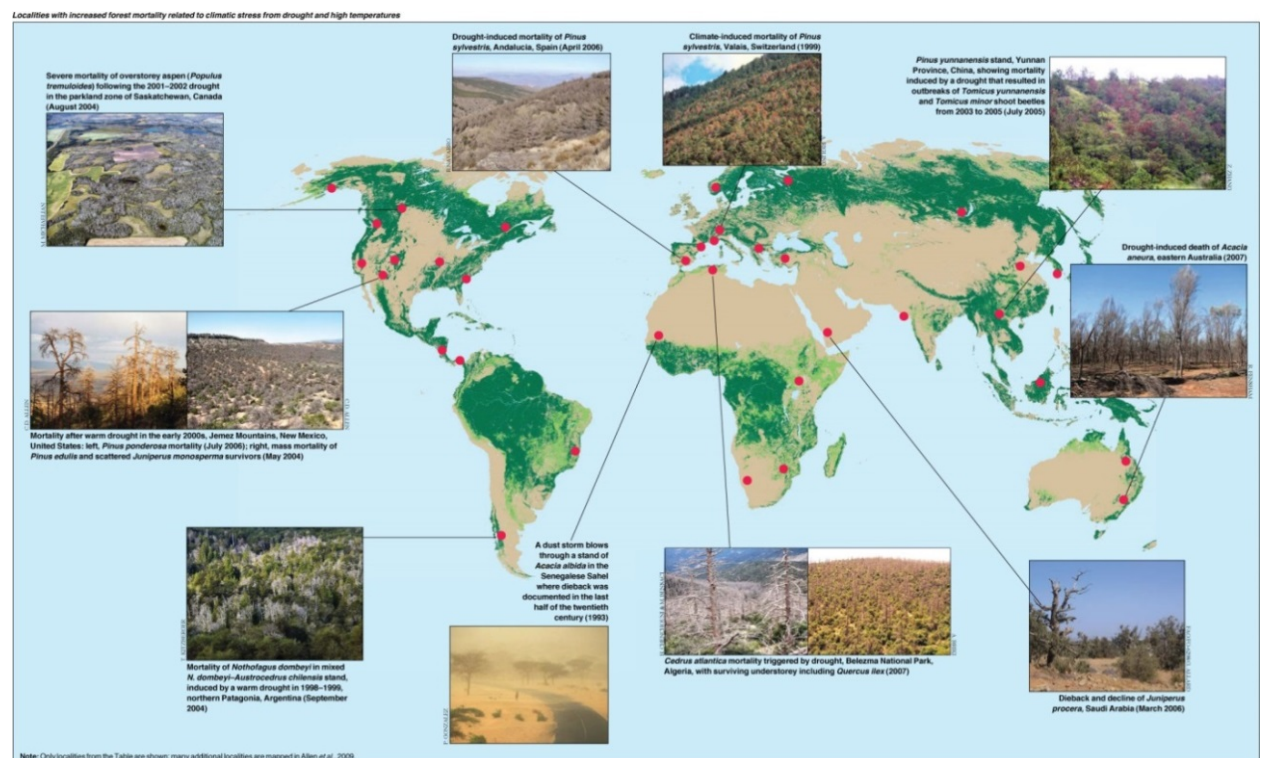 Localities with increased forest mortality related to climatic stress from drought and high temperatures
Drought-induced mortality of Pinus
sylvestris, Andalucia, Spain (April 2006)
Climate-induced mortality of Pinus
sylvestris, Valais, Switzerland (1999)
Pinus yunnanensis stand, Yunnan
Province, China, showing mortality
induced by a drought that resulted in
outbreaks of Tomicus yunnanensis
and Tomicus minor shoot beetles
from 2003 to 2005 (July 2005)
Severe mortality of overstorey aspen (Populus
tremuloides) following the 2001–2002 drought
in the parkland zone of Saskatchewan, Canada
(August 2004)
Drought-induced death of Acacia
aneura, eastern Australia (2007)
C.D. ALLEN
C.D. ALLEN
Mortality after warm drought in the early 2000s, Jemez Mountains, New Mexico,
United States: left, Pinus ponderosa mortality (July 2006); right, mass mortality of
Pinus edulis and scattered Juniperus monosperma survivors (May 2004)
A dust storm blows
through a stand of
Acacia albida in the
Senegalese Sahel
where dieback was
documented in the last
half of the twentieth
century (1993)
P. GONZALEZ
Mortality of Nothofagus dombeyi in mixed
N. dombeyi–Austrocedrus chilensis stand,
induced by a warm drought in 1998–1999,
northern Patagonia, Argentina (September
2004)
Cedrus atlantica mortality triggered by drought, Belezma National Park,
Algeria, with surviving understorey including Quercus ilex (2007)
Dieback and decline of Juniperus
procera, Saudi Arabia (March 2006)
Note: Only localities from the Table are shown; many additional localities are mapped in Allen et al., 2009.